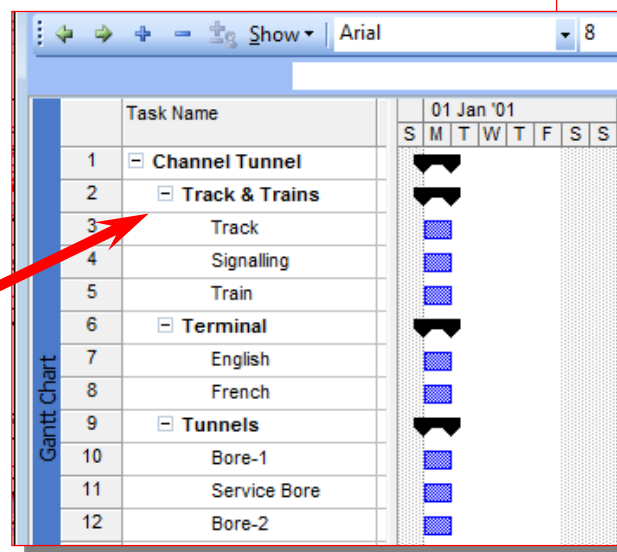 Show Arial 8
Task Name 01 Jan '01
S M T W T F S S
1 Channel Tunnel
2 Track & Trains
3 Track
4 Signalling
5 Train
6 Terminal
7 English
8 French
9 Tunnels
10 Bore-1
11 Service Bore
12 Bore-2
Gantt Chart